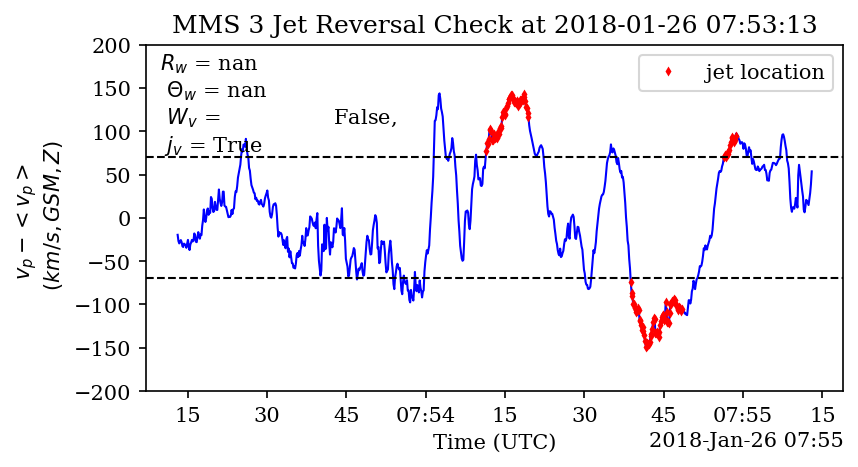 MMS 3 Jet Reversal Check at 2018-01-26 07:53:13
200
150
100
50
0
−50
−100
−150
−200
v_p − < v_p >
(km/s, GSM, Z)
R_w = nan
Θ_w = nan
W_v = False,
j_v = True
jet location
15 30 45 07:54 15 30 45 07:55 15
Time (UTC)
2018-Jan-26 07:55